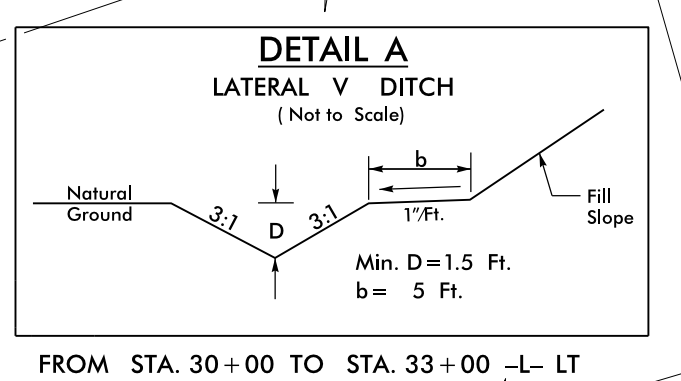 DETAIL A
LATERAL V DITCH
( Not to Scale)
b
Natural
Ground
3:1
D
3:1
1"/Ft.
Fill
Slope
Min. D=1.5 Ft.
b= 5 Ft.
FROM STA. 30+00 TO STA. 33+00 -L- LT